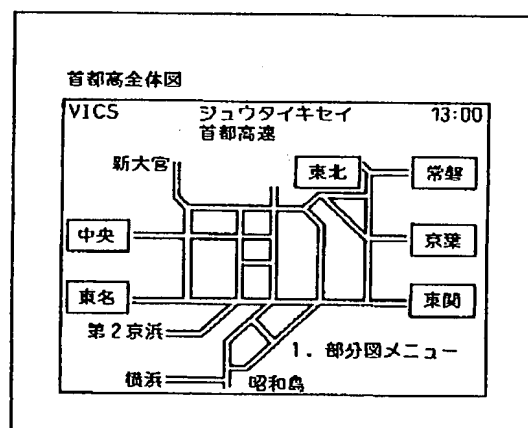 首都高全体図
VICS ジュウタイキセイ 13:00
首都高速
新大宮
東北
常磐
中央
京葉
東名
東関
第2京浜
1. 部分図メニュー
横浜
昭和島